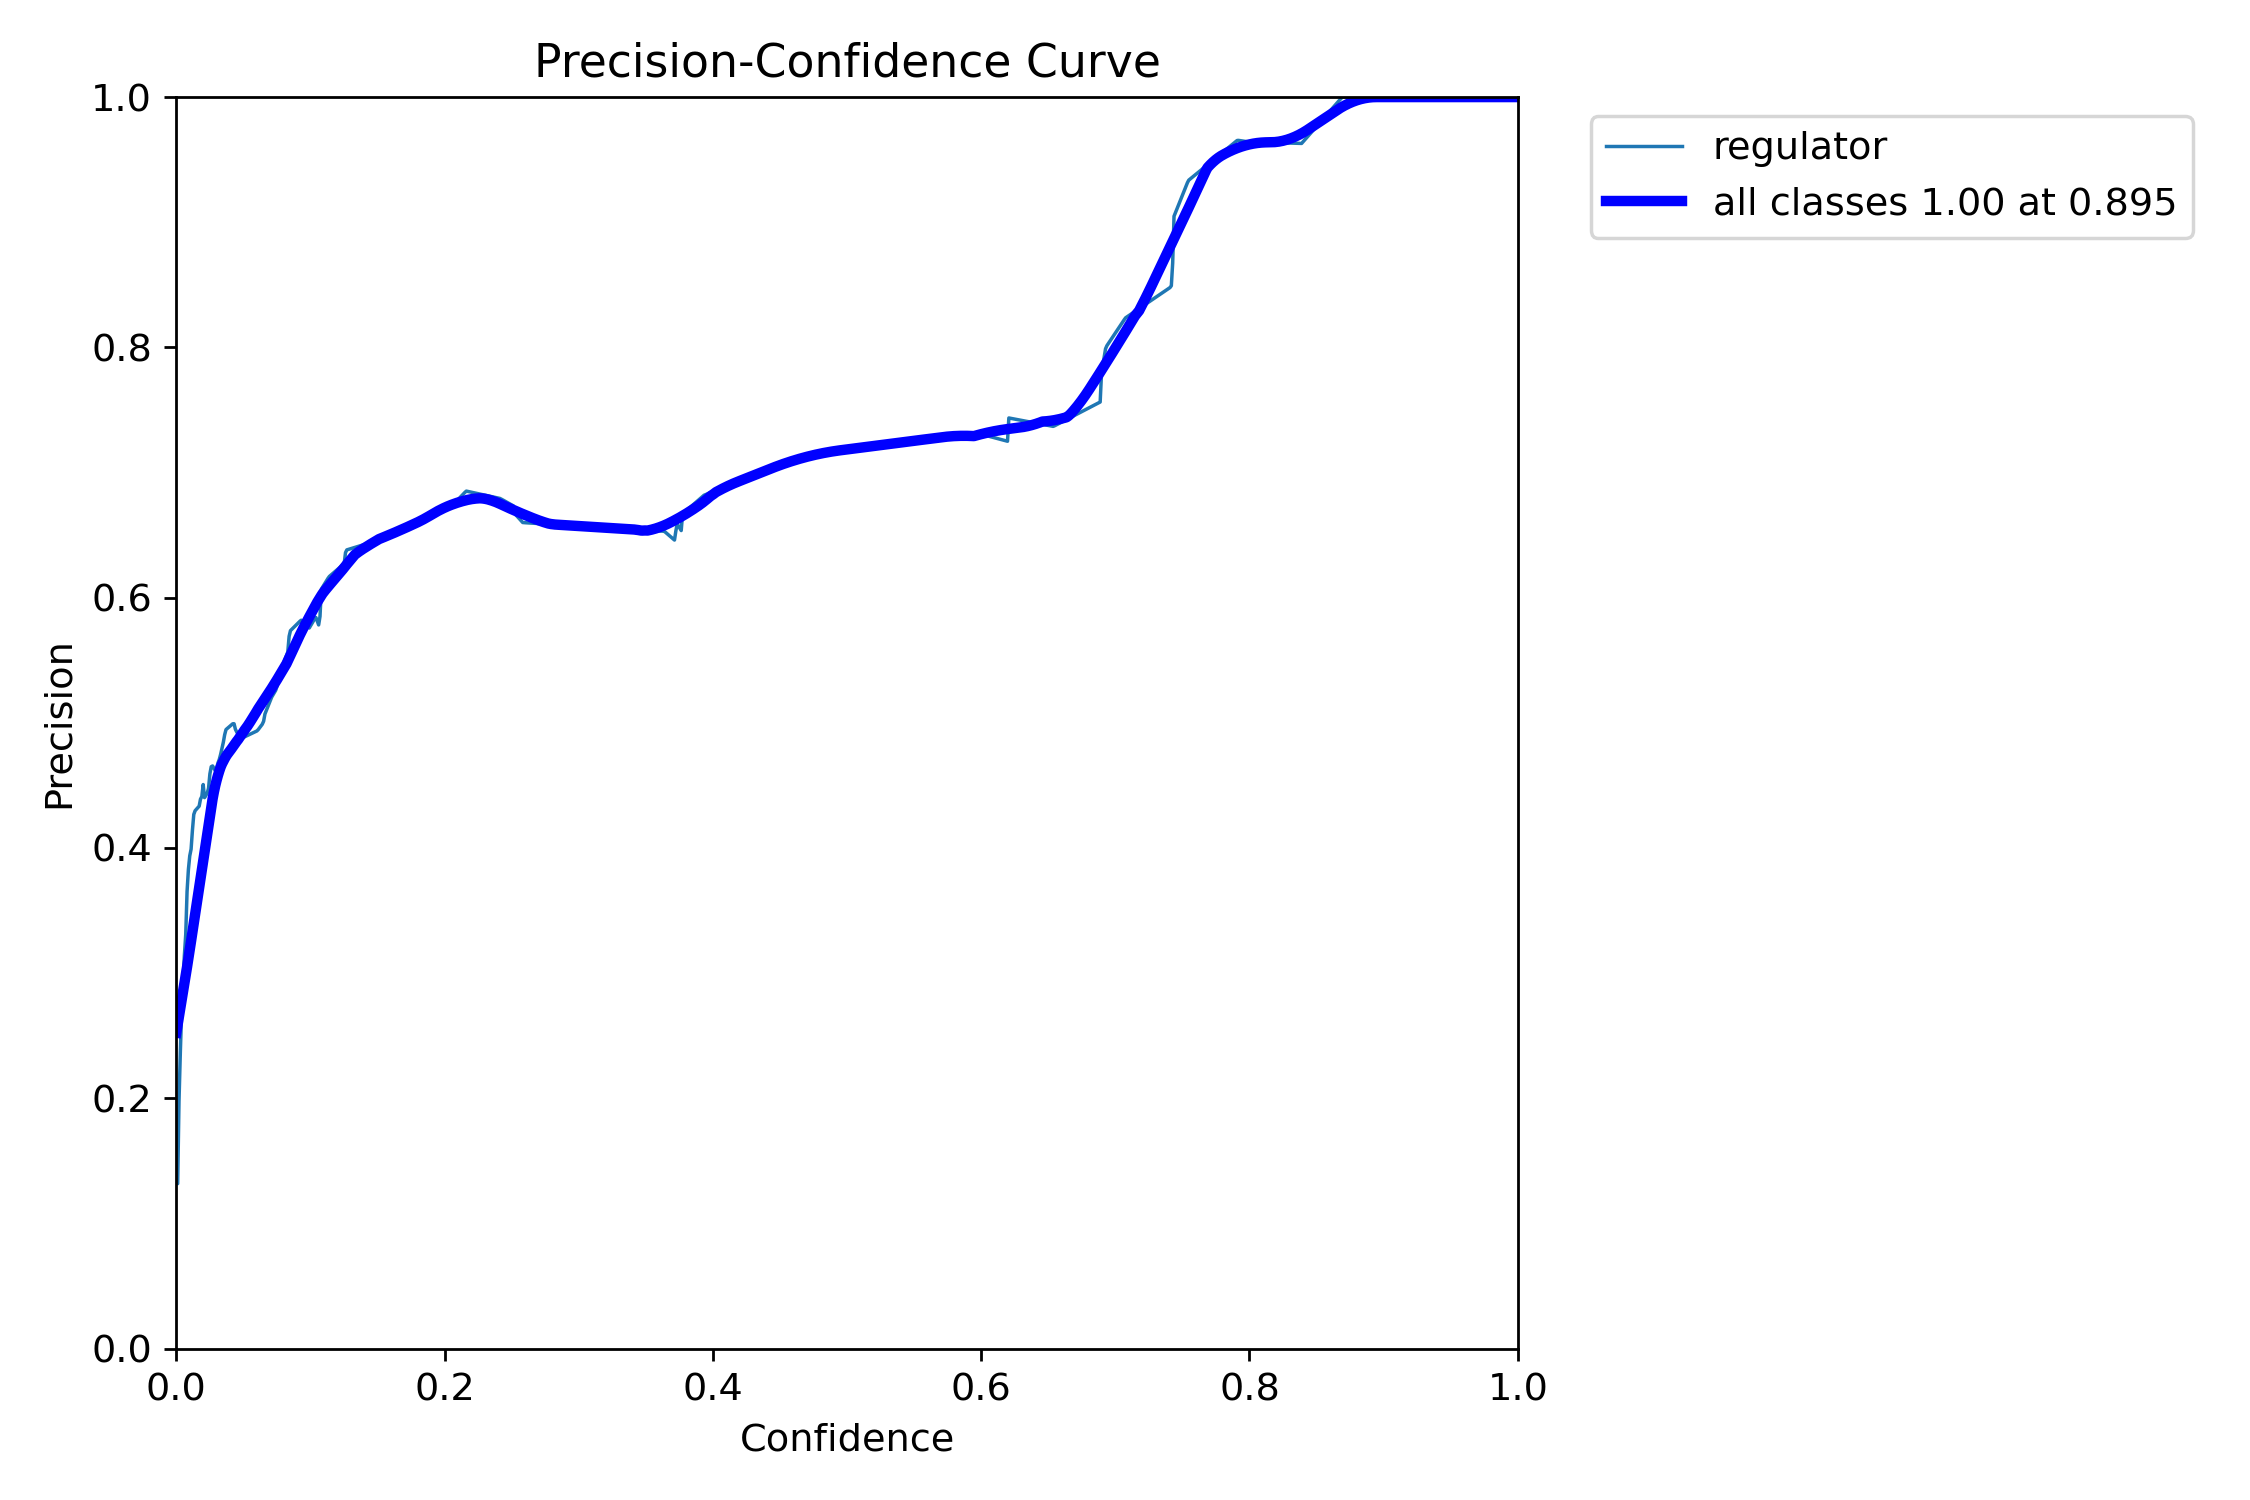 Precision-Confidence Curve
1.0
0.8
0.6
0.4
0.2
0.0
Precision
0.0 0.2 0.4 0.6 0.8 1.0
Confidence
regulator
all classes 1.00 at 0.895